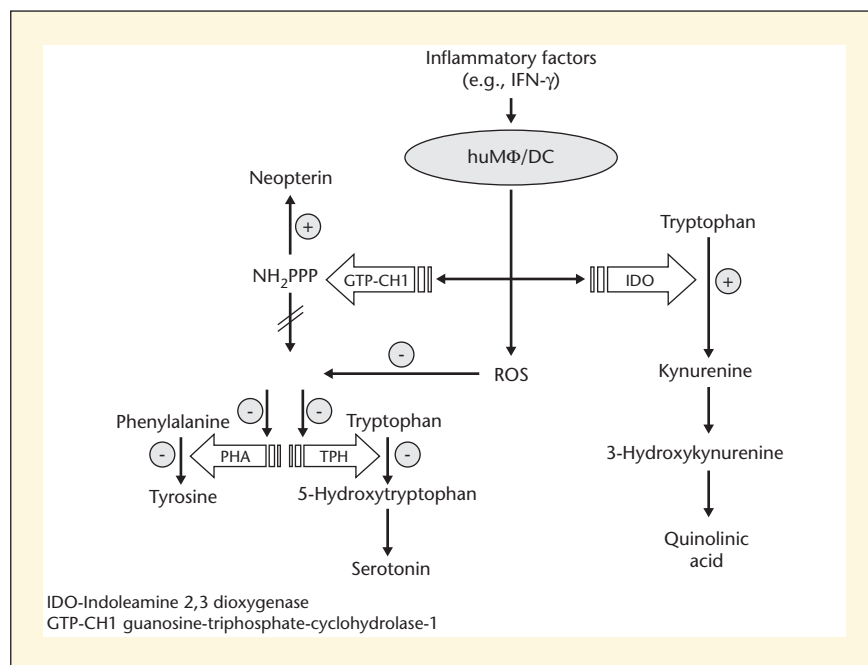 Inflammatory factors
(e.g., IFN-γ)
huMΦ/DC
Neopterin
+
Tryptophan
NH₂PPP
GTP-CH1
IDO
+
-
ROS
Kynurenine
Phenylalanine
-
-
Tryptophan
-
PHA
TPH
-
3-Hydroxykynurenine
Tyrosine
5-Hydroxytryptophan
Quinolinic
acid
Serotonin
IDO-Indoleamine 2,3 dioxygenase
GTP-CH1 guanosine-triphosphate-cyclohydrolase-1